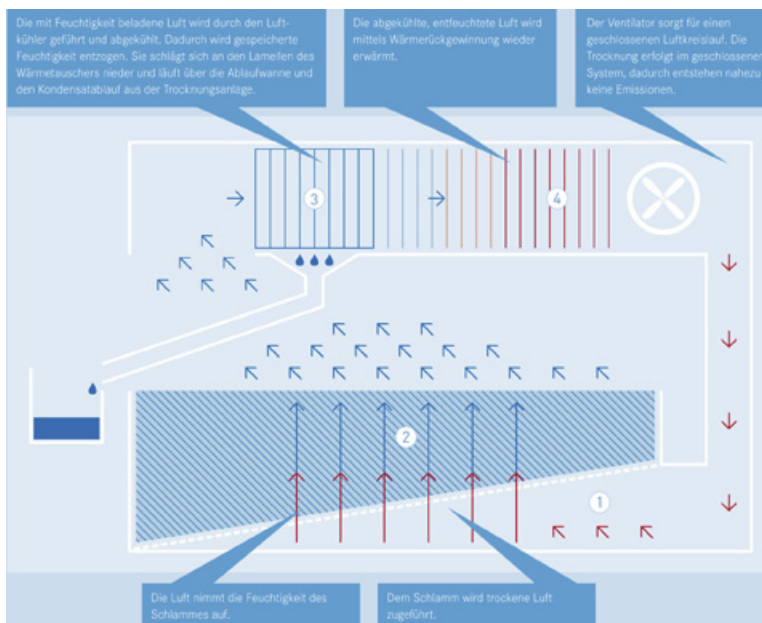 Die mit Feuchtigkeit beladene Luft wird durch den Luft-
kühler geführt und abgekühlt. Dadurch wird gespeicherte
Feuchtigkeit entzogen. Sie schlägt sich an den Lamellen des
Wärmetauschers nieder und läuft über die Ablaufwanne und
den Kondensatablauf aus der Trocknungsanlage.
Die abgekühlte, entfeuchtete Luft wird
mittels Wärmerückgewinnung wieder
erwärmt.
Der Ventilator sorgt für einen
geschlossenen Luftkreislauf. Die
Trocknung erfolgt im geschlossenen
System, dadurch entstehen nahezu
keine Emissionen.
3
4
2
1
Die Luft nimmt die Feuchtigkeit des
Schlammes auf.
Dem Schlamm wird trockene Luft
zugeführt.